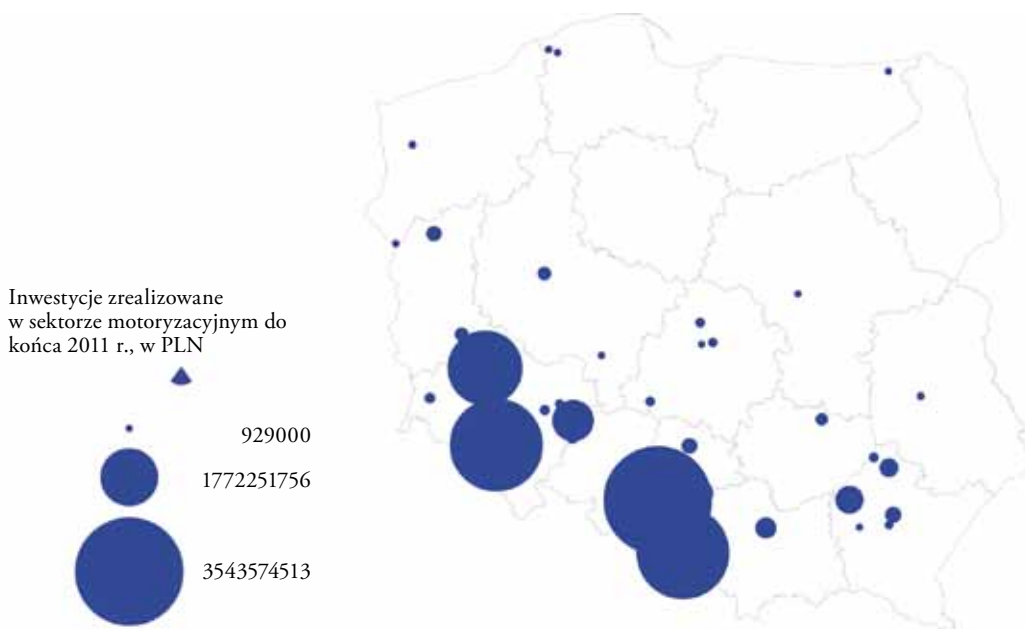 Inwestycje zrealizowane
w sektorze motoryzacyjnym do
końca 2011 r., w PLN
929000
1772251756
3543574513